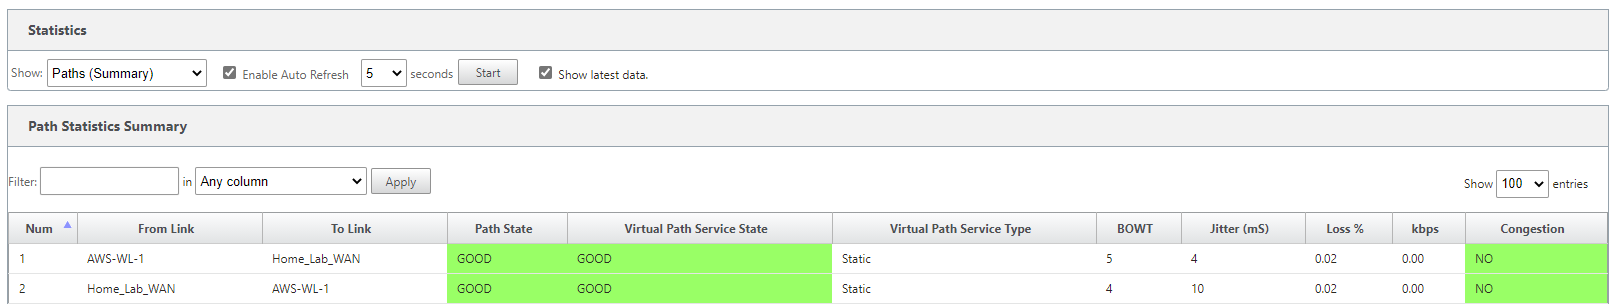 Statistics
Show: Paths (Summary) Enable Auto Refresh 5 seconds Start Show latest data.
Path Statistics Summary
Filter: in Any column Apply Show 100 entries
Num From Link To Link Path State Virtual Path Service State Virtual Path Service Type BOWT Jitter (mS) Loss % kbps Congestion
1 AWS-WL-1 Home_Lab_WAN GOOD GOOD Static 5 4 0.02 0.00 NO
2 Home_Lab_WAN AWS-WL-1 GOOD GOOD Static 4 10 0.02 0.00 NO